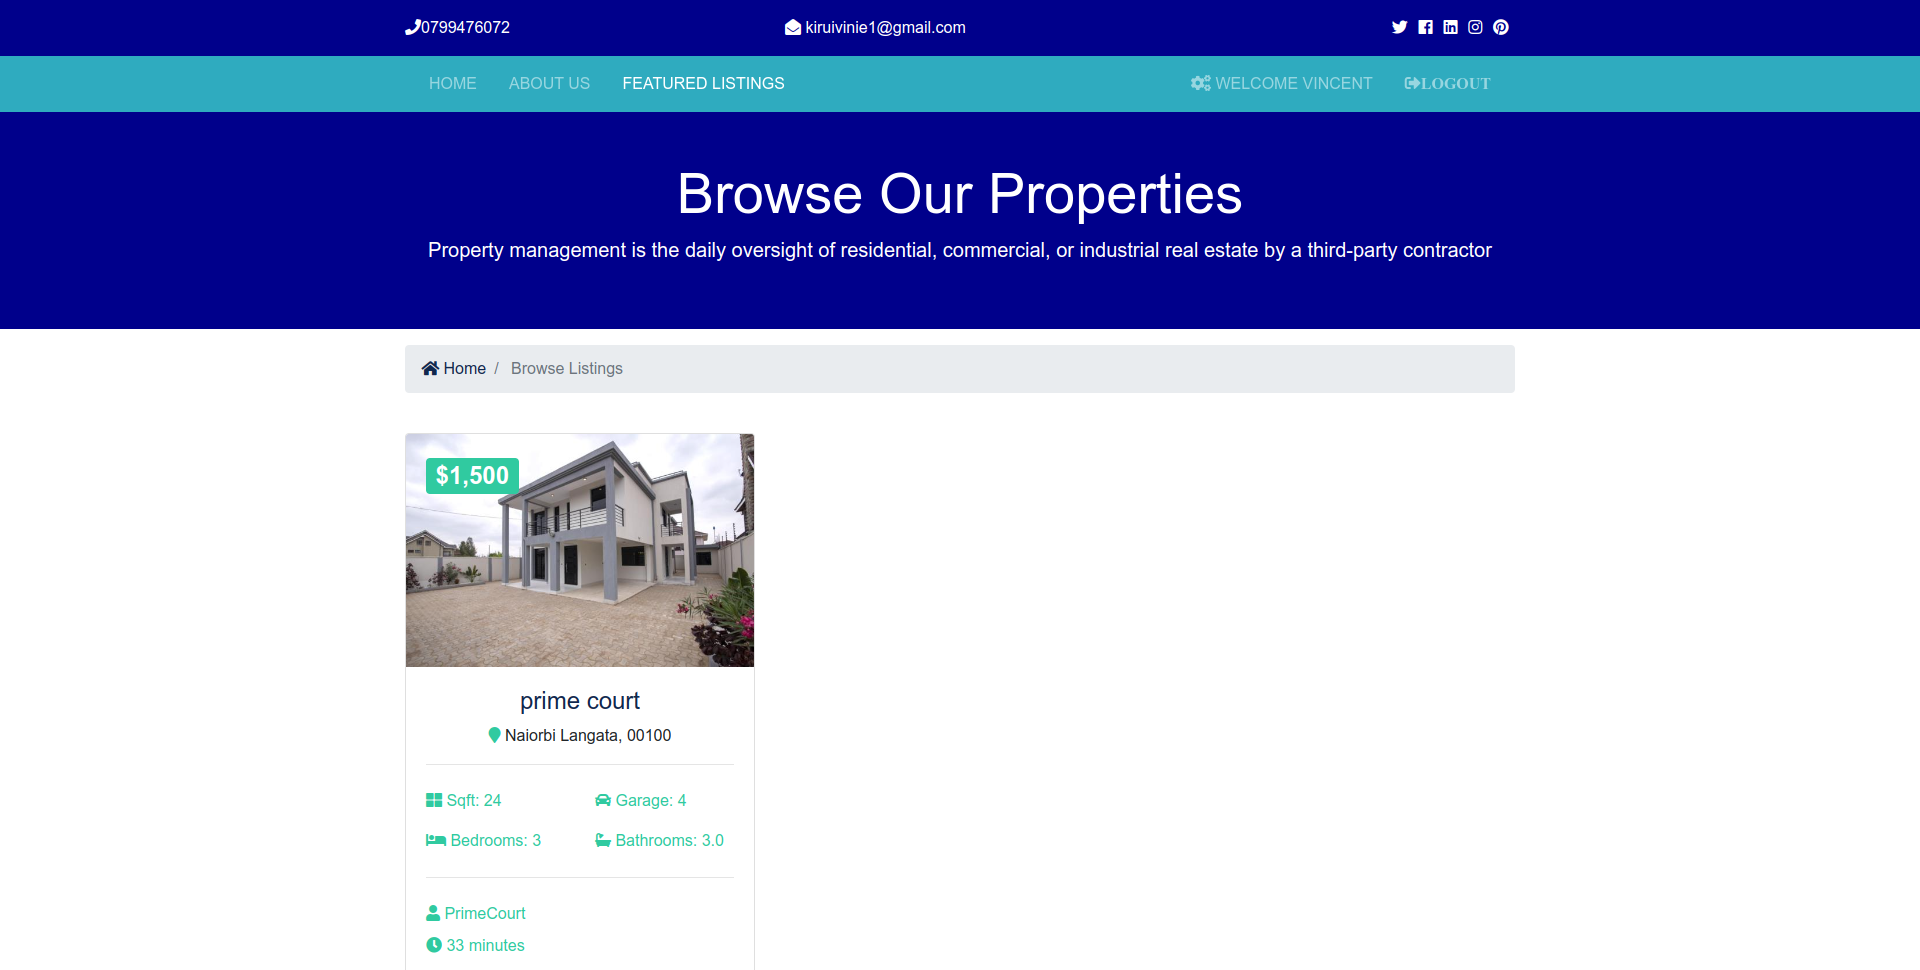 0799476072
kiruivinie1@gmail.com
HOME
ABOUT US
FEATURED LISTINGS
WELCOME VINCENT
LOGOUT
Browse Our Properties
Property management is the daily oversight of residential, commercial, or industrial real estate by a third-party contractor
Home / Browse Listings
$1,500
prime court
Naiorbi Langata, 00100
Sqft: 24
Garage: 4
Bedrooms: 3
Bathrooms: 3.0
PrimeCourt
33 minutes